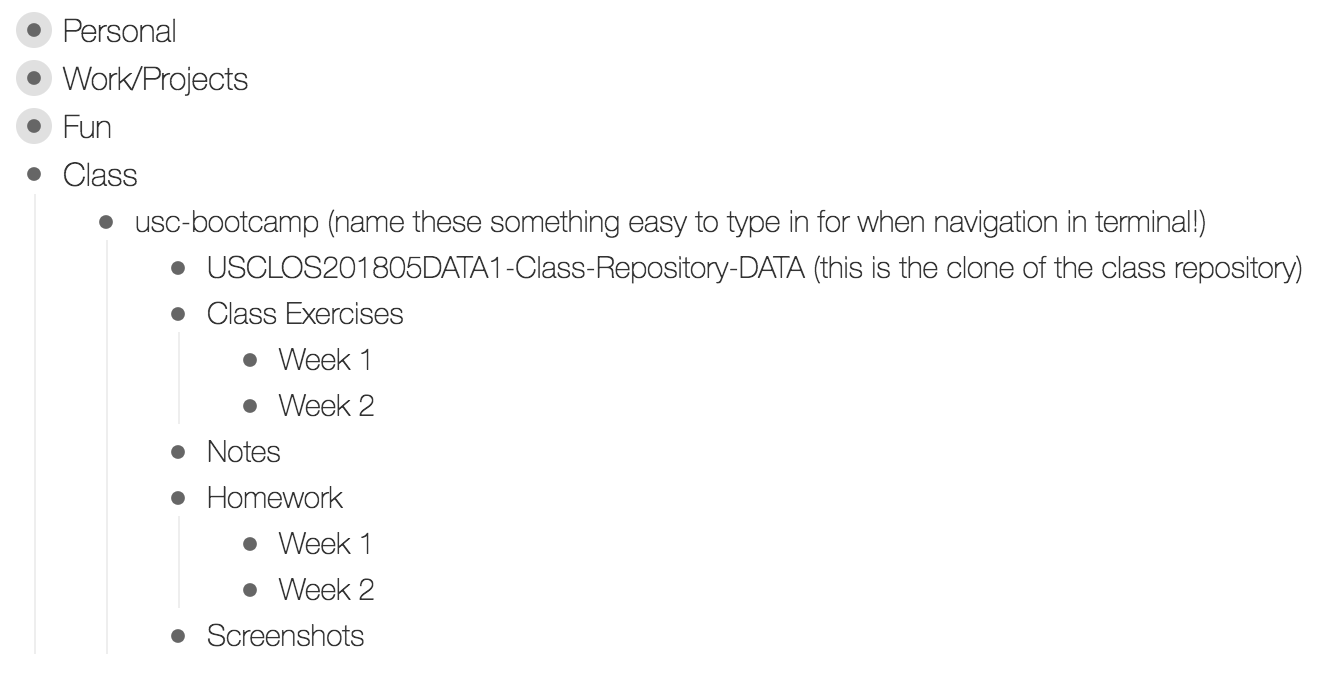 Personal
Work/Projects
Fun
Class
usc-bootcamp (name these something easy to type in for when navigation in terminal!)
USCLOS201805DATA1-Class-Repository-DATA (this is the clone of the class repository)
Class Exercises
Week 1
Week 2
Notes
Homework
Week 1
Week 2
Screenshots